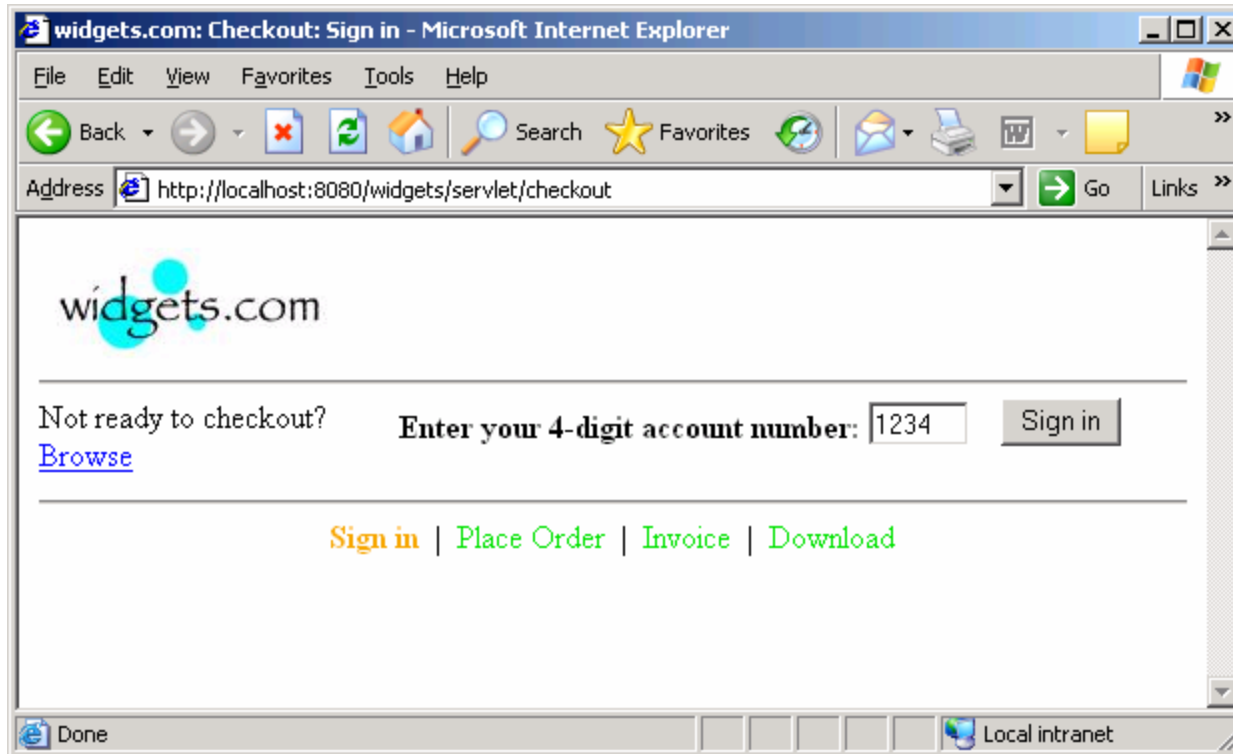 widgets.com: Checkout: Sign in - Microsoft Internet Explorer
File Edit View Favorites Tools Help
Back Search Favorites »
Address http://localhost:8080/widgets/servlet/checkout Go Links »
widgets.com
Not ready to checkout?
Browse
Enter your 4-digit account number: 1234 Sign in
Sign in | Place Order | Invoice | Download
Done Local intranet